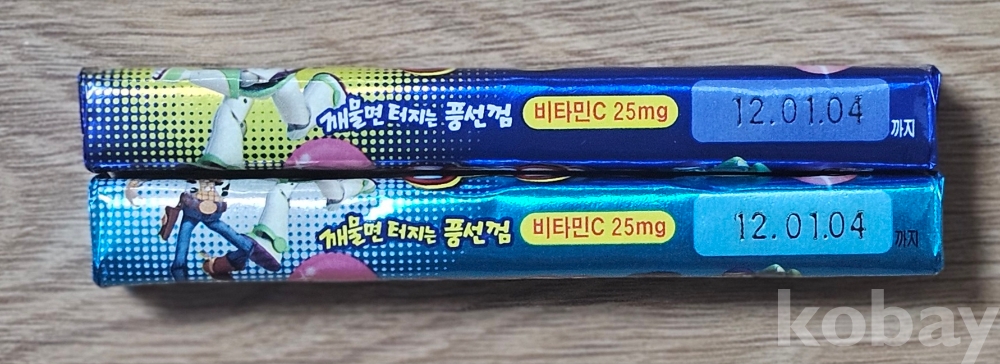 깨물면 터지는 풍선껌 비타민C 25mg 12.01.04 까지
깨물면 터지는 풍선껌 비타민C 25mg 12.01.04 까지
kobay